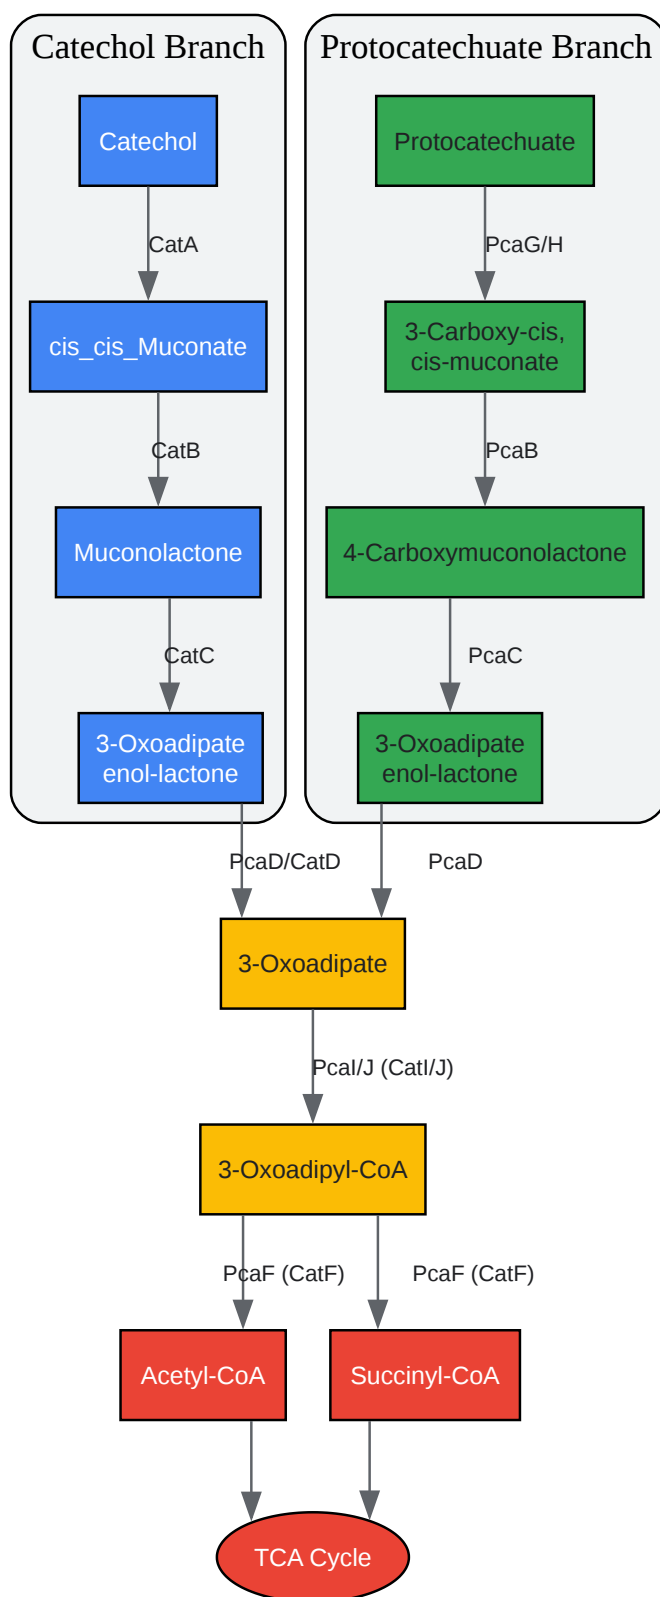 Catechol Branch
Protocatechuate Branch
Catechol
Protocatechuate
CatA
PcaG/H
cis_cis_Muconate
3-Carboxy-cis,
cis-muconate
CatB
PcaB
Muconolactone
4-Carboxymuconolactone
CatC
PcaC
3-Oxoadipate
enol-lactone
3-Oxoadipate
enol-lactone
PcaD/CatD
PcaD
3-Oxoadipate
PcaI/J (CatI/J)
3-Oxoadipyl-CoA
PcaF (CatF)
PcaF (CatF)
Acetyl-CoA
Succinyl-CoA
TCA Cycle